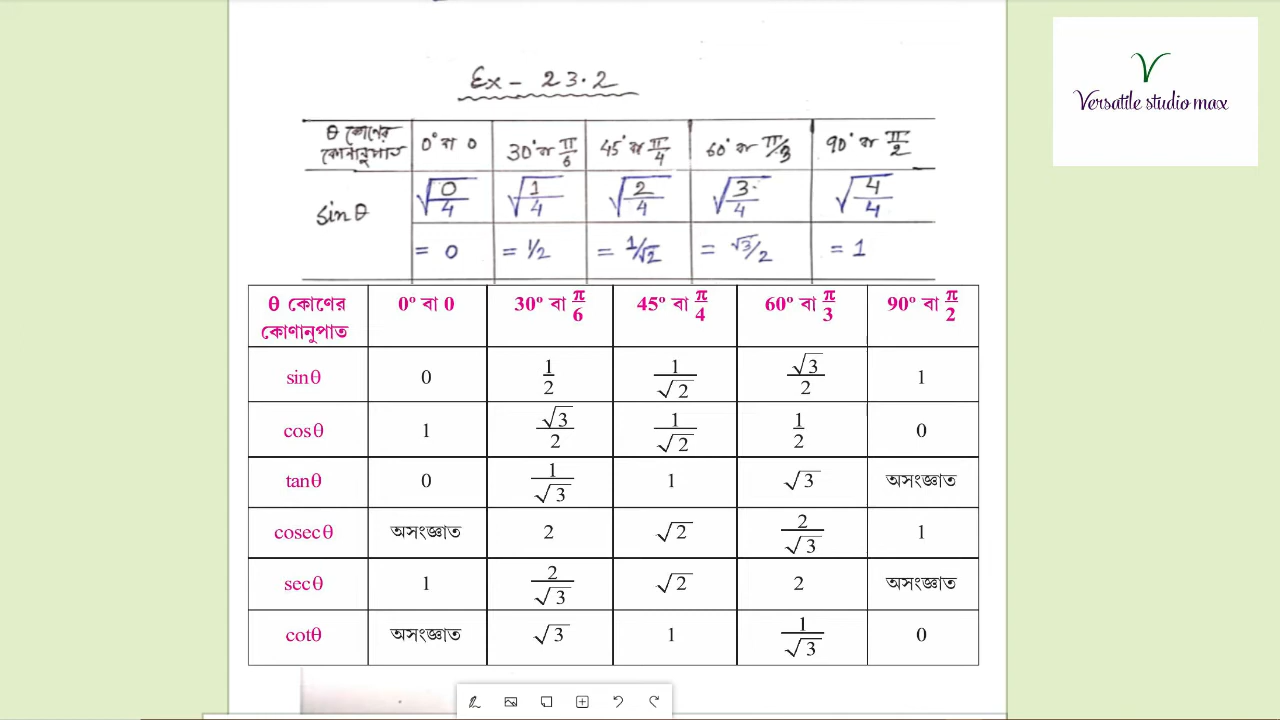 Versatile studio max
Ex - 23.2
θ কোণের কোণানুপাত | 0° বা 0 | 30° বা π/6 | 45° বা π/4 | 60° বা π/3 | 90° বা π/2
sin θ | √(0/4) | √(1/4) | √(2/4) | √(3/4) | √(4/4)
= 0 | = 1/2 | = 1/√2 | = √3/2 | = 1
θ কোণের কোণানুপাত | 0° বা 0 | 30° বা π/6 | 45° বা π/4 | 60° বা π/3 | 90° বা π/2
sinθ | 0 | 1/2 | 1/√2 | √3/2 | 1
cosθ | 1 | √3/2 | 1/√2 | 1/2 | 0
tanθ | 0 | 1/√3 | 1 | √3 | অসংজ্ঞাত
cosecθ | অসংজ্ঞাত | 2 | √2 | 2/√3 | 1
secθ | 1 | 2/√3 | √2 | 2 | অসংজ্ঞাত
cotθ | অসংজ্ঞাত | √3 | 1 | 1/√3 | 0